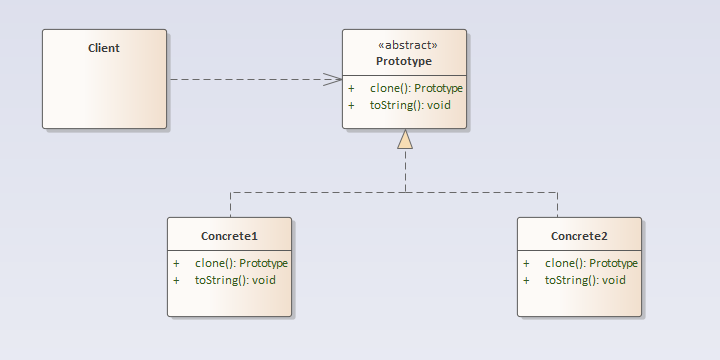 Client
«abstract»
Prototype
+ clone(): Prototype
+ toString(): void
Concrete1
+ clone(): Prototype
+ toString(): void
Concrete2
+ clone(): Prototype
+ toString(): void